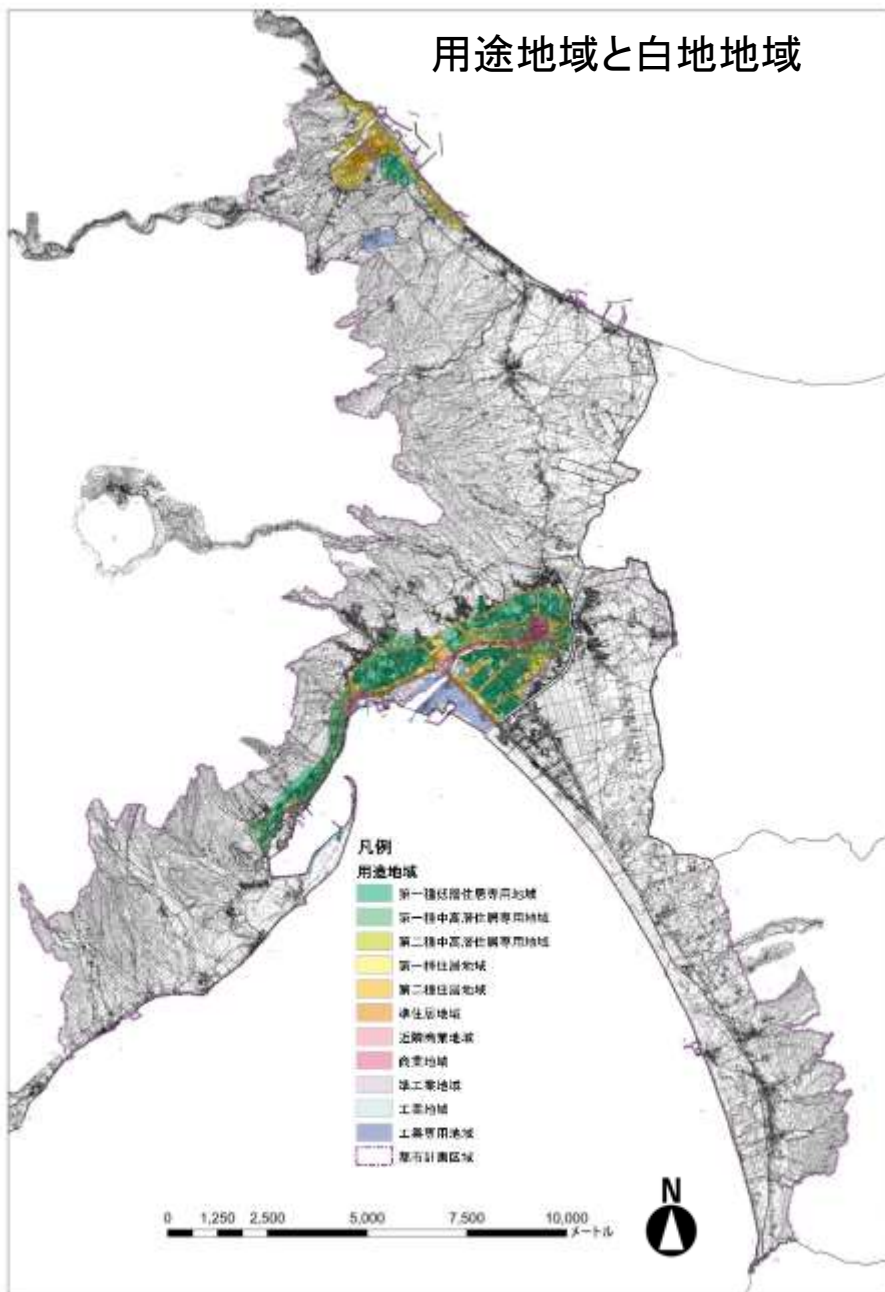 用途地域と白地地域
凡例
用途地域
第一種低層住居専用地域
第一種中高層住居専用地域
第二種中高層住居専用地域
第一種住居地域
第二種住居地域
準住居地域
近隣商業地域
商業地域
準工業地域
工業地域
工業専用地域
都市計画区域
0 1,250 2,500 5,000 7,500 10,000
メートル
N